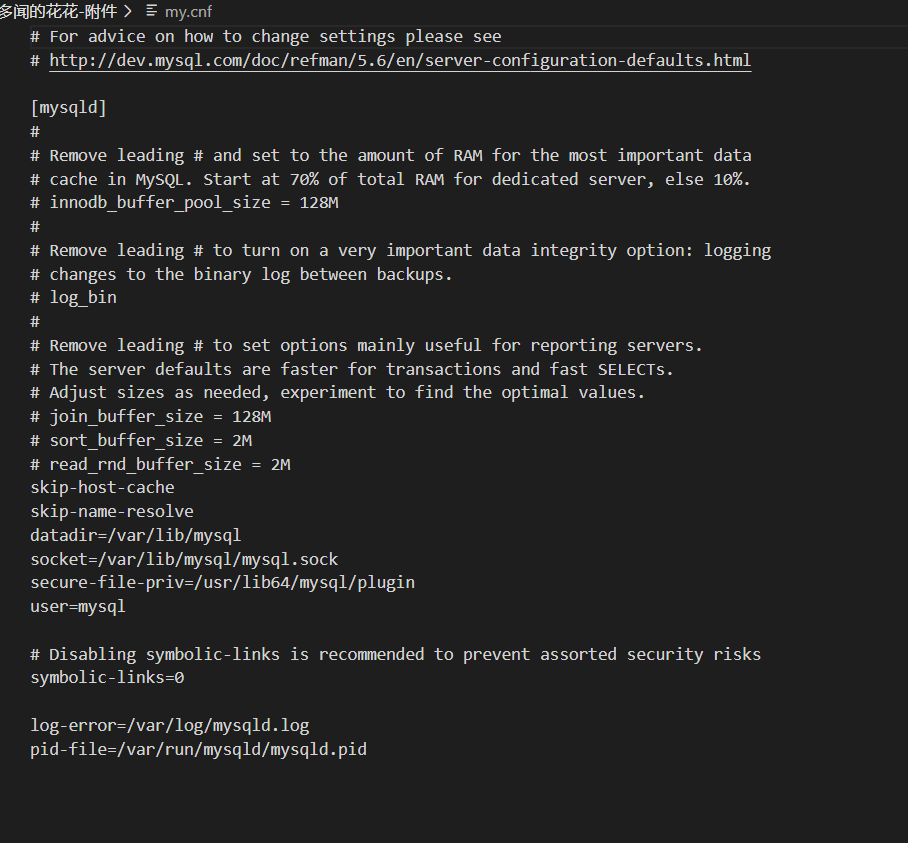 多闻的花花-附件 > my.cnf
# For advice on how to change settings please see
# http://dev.mysql.com/doc/refman/5.6/en/server-configuration-defaults.html
[mysqld]
#
# Remove leading # and set to the amount of RAM for the most important data
# cache in MySQL. Start at 70% of total RAM for dedicated server, else 10%.
# innodb_buffer_pool_size = 128M
#
# Remove leading # to turn on a very important data integrity option: logging
# changes to the binary log between backups.
# log_bin
#
# Remove leading # to set options mainly useful for reporting servers.
# The server defaults are faster for transactions and fast SELECTs.
# Adjust sizes as needed, experiment to find the optimal values.
# join_buffer_size = 128M
# sort_buffer_size = 2M
# read_rnd_buffer_size = 2M
skip-host-cache
skip-name-resolve
datadir=/var/lib/mysql
socket=/var/lib/mysql/mysql.sock
secure-file-priv=/usr/lib64/mysql/plugin
user=mysql
# Disabling symbolic-links is recommended to prevent assorted security risks
symbolic-links=0
log-error=/var/log/mysqld.log
pid-file=/var/run/mysqld/mysqld.pid